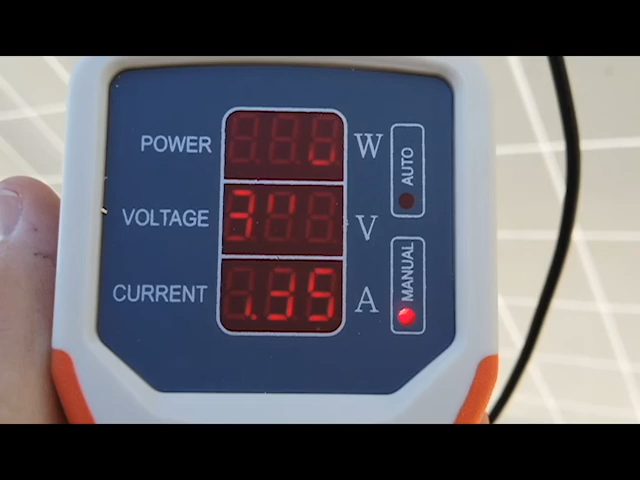 POWER W
VOLTAGE V
CURRENT 1.35 A
AUTO
MANUAL